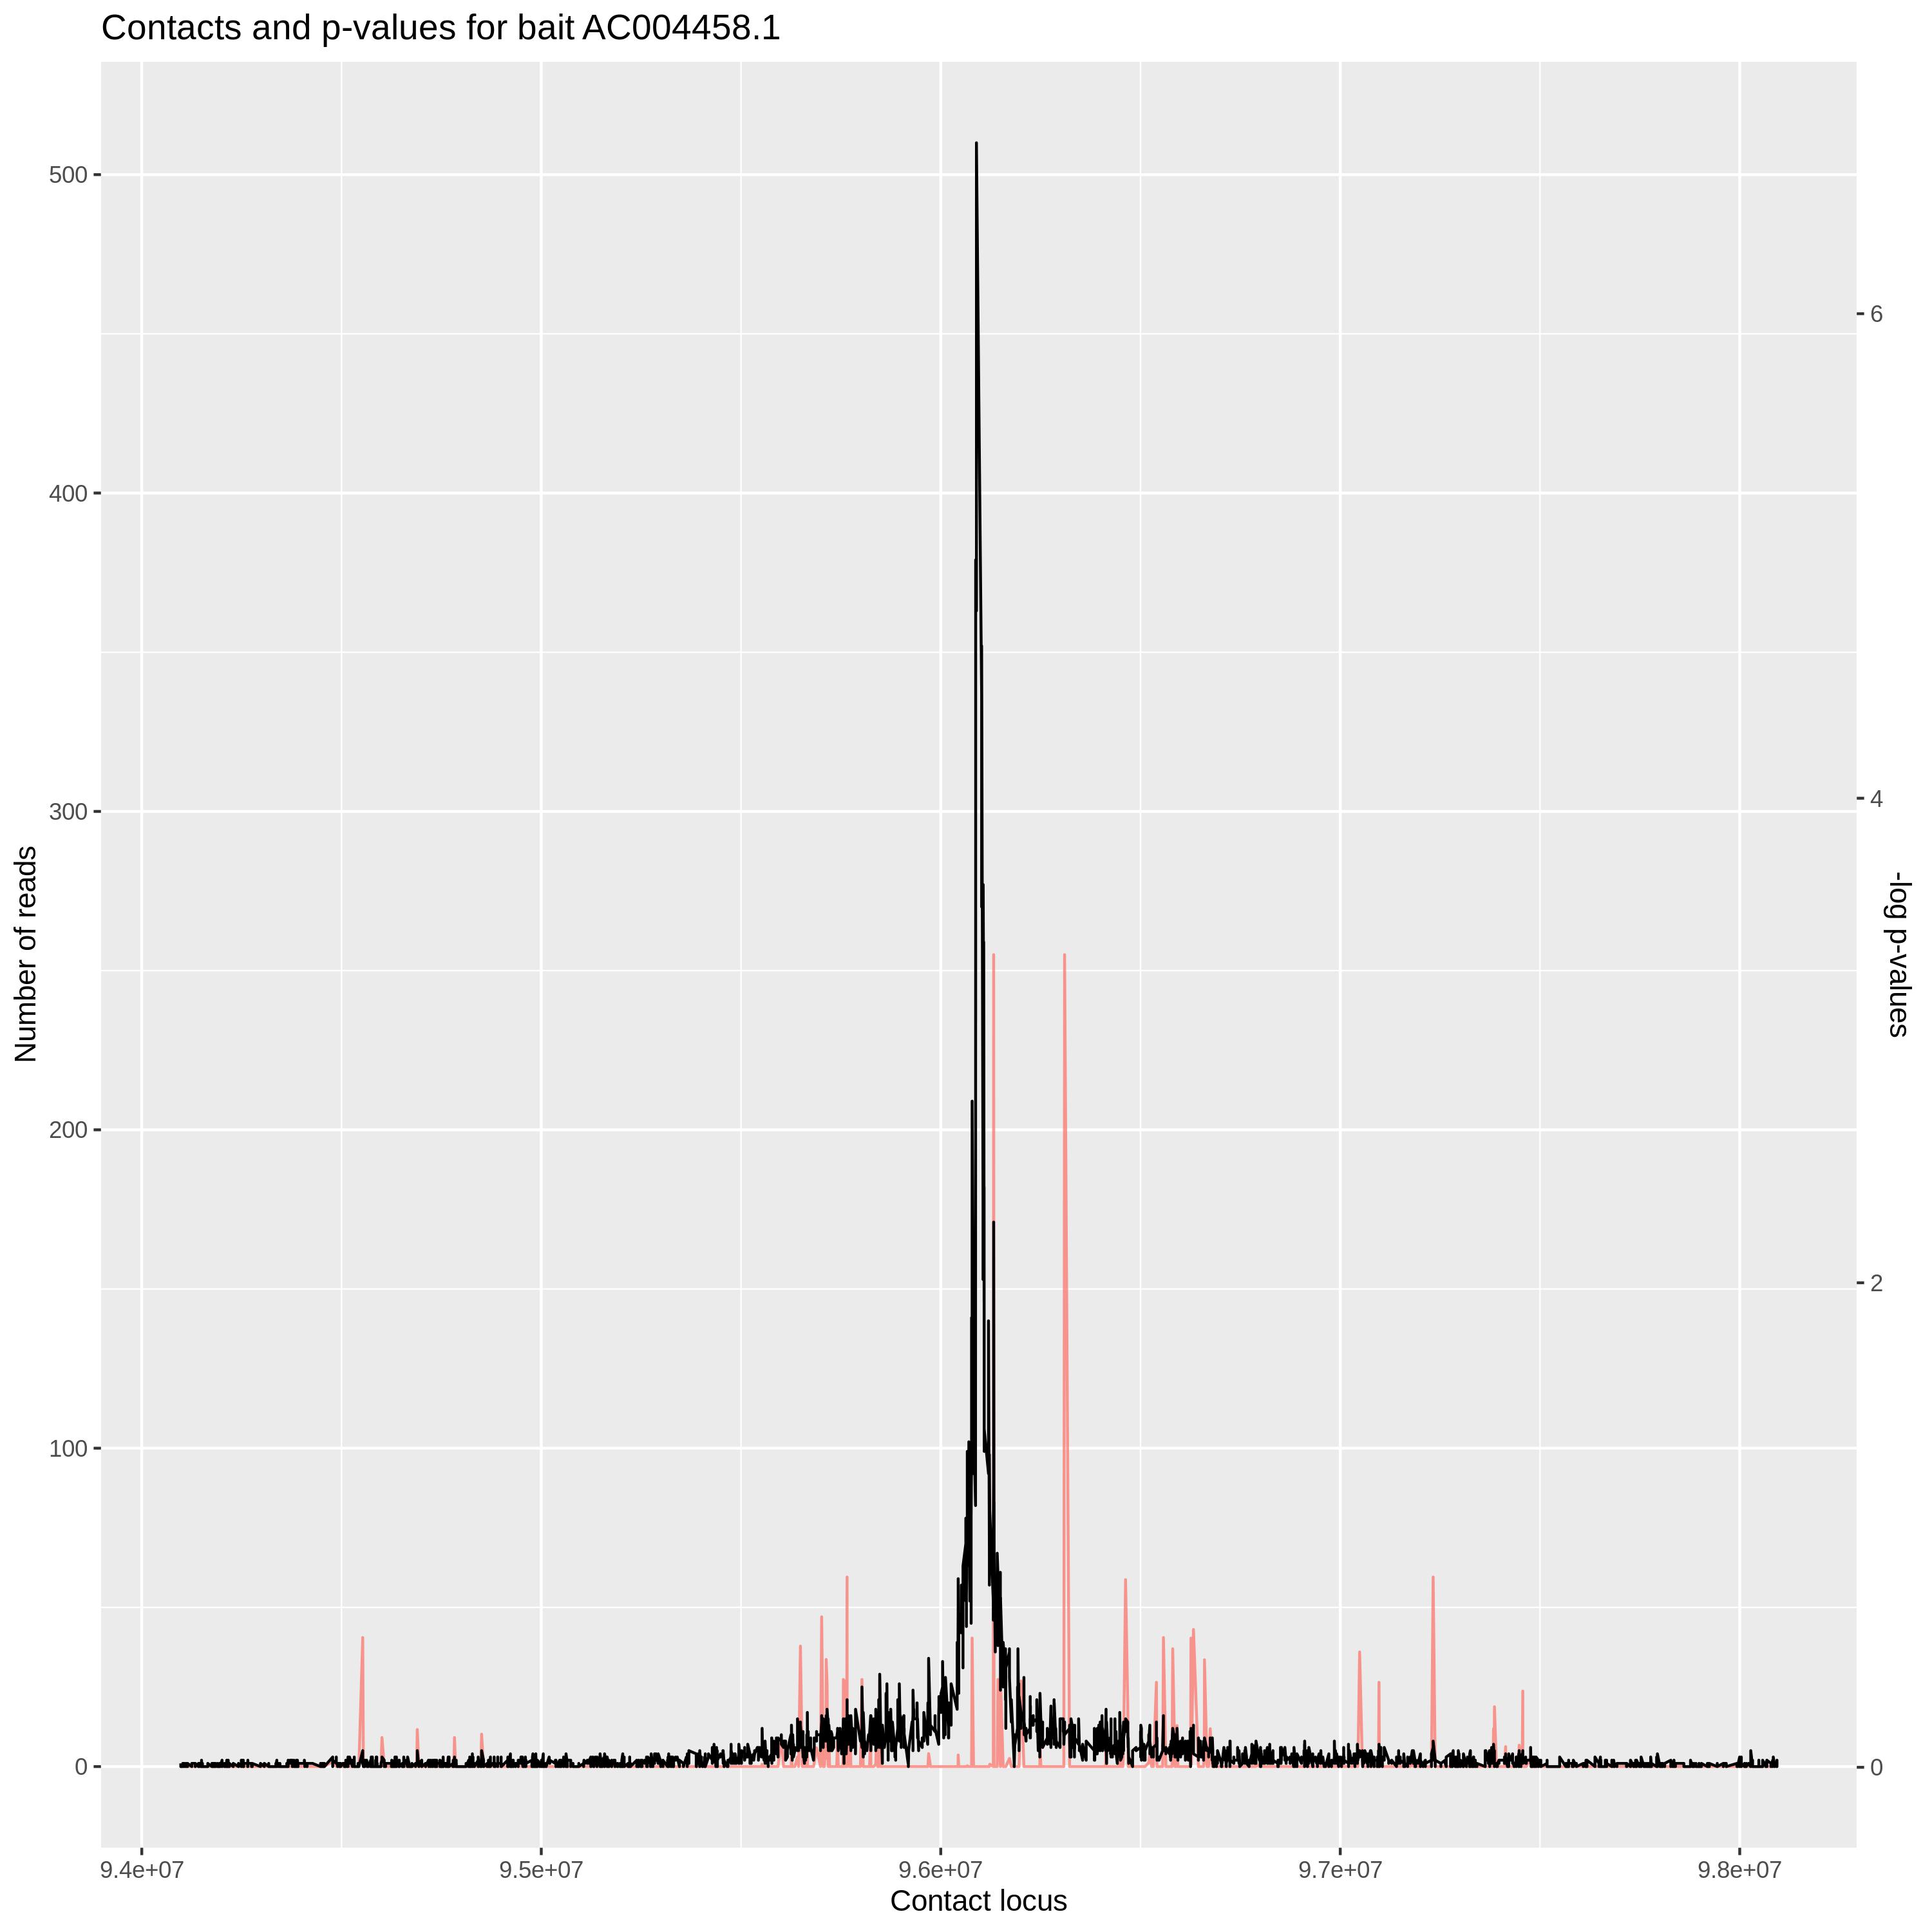 Contacts and p-values for bait AC004458.1
500
400
300
200
100
0
Number of reads
6
4
2
0
-log p-values
9.4e+07
9.5e+07
9.6e+07
9.7e+07
9.8e+07
Contact locus